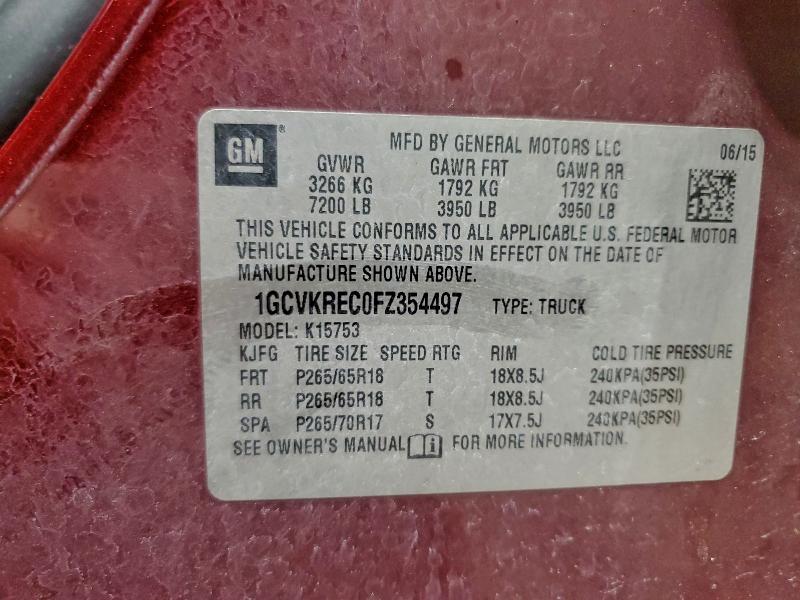 GM®
MFD BY GENERAL MOTORS LLC 06/15
GVWR GAWR FRT GAWR RR
3266 KG 1792 KG 1792 KG
7200 LB 3950 LB 3950 LB
THIS VEHICLE CONFORMS TO ALL APPLICABLE U.S. FEDERAL MOTOR
VEHICLE SAFETY STANDARDS IN EFFECT ON THE DATE OF
MANUFACTURE SHOWN ABOVE.
1GCVKREC0FZ354497 TYPE: TRUCK
MODEL: K15753
KJFG TIRE SIZE SPEED RTG RIM COLD TIRE PRESSURE
FRT P265/65R18 T 18X8.5J 240KPA(35PSI)
RR P265/65R18 T 18X8.5J 240KPA(35PSI)
SPA P265/70R17 S 17X7.5J 240KPA(35PSI)
SEE OWNER'S MANUAL i FOR MORE INFORMATION.